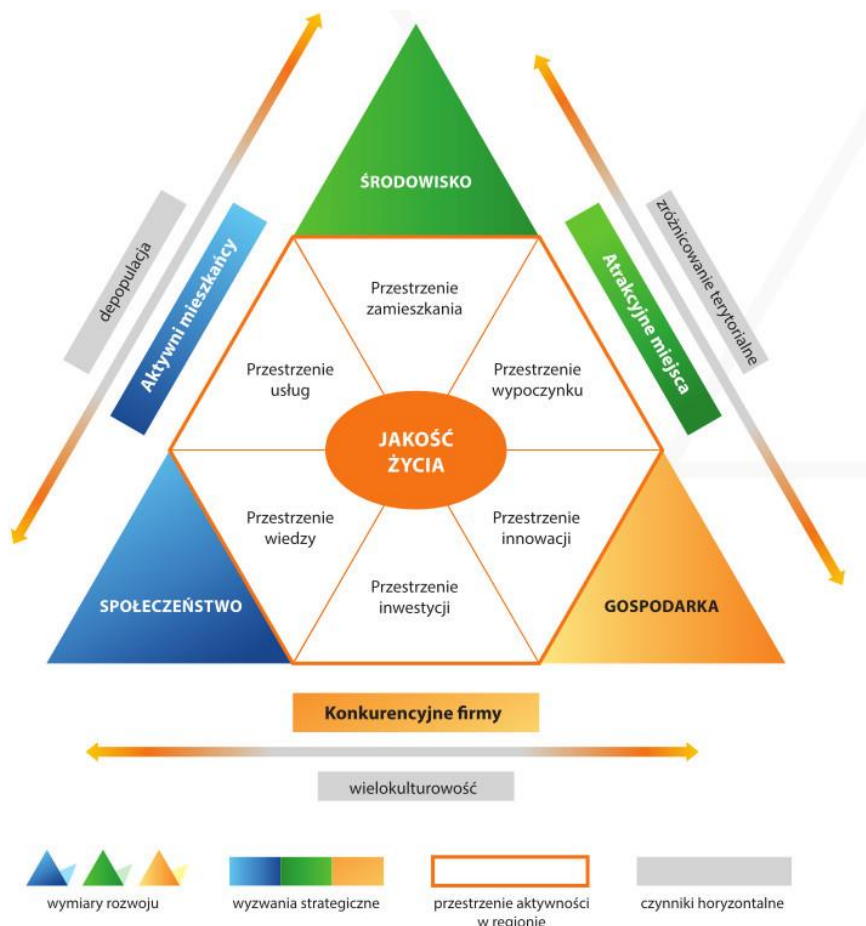 ŚRODOWISKO
depopulacja
Aktywni mieszkańcy
Atrakcyjne miejsca
zróżnicowanie terytorialne
Przestrzenie
zamieszkania
Przestrzenie
usług
Przestrzenie
wypoczynku
JAKOŚĆ
ŻYCIA
Przestrzenie
wiedzy
Przestrzenie
innowacji
Przestrzenie
inwestycji
SPOŁECZEŃSTWO
GOSPODARKA
Konkurencyjne firmy
wielokulturowość
wymiary rozwoju
wyzwania strategiczne
przestrzenie aktywności
w regionie
czynniki horyzontalne